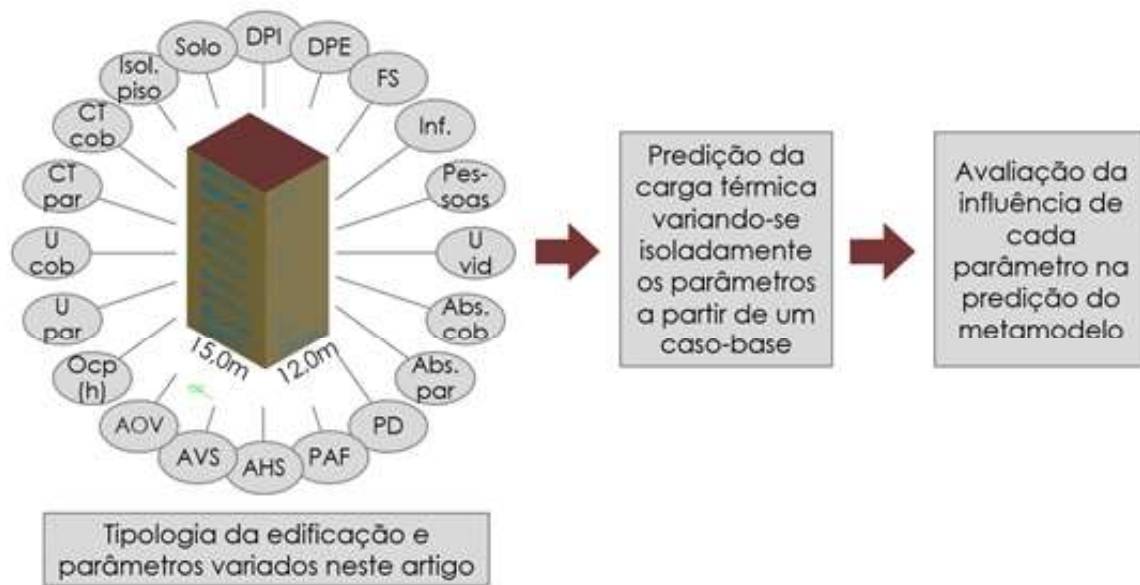 Solo
DPI
DPE
FS
Inf.
Pes-
soas
U
vid
Abs.
cob
Abs.
par
PD
PAF
AHS
AVS
AOV
Ocp
(h)
U
par
U
cob
CT
par
CT
cob
Isol.
piso
15,0m
12,0m
Tipologia da edificação e
parâmetros variados neste artigo
Predição da
carga térmica
variando-se
isoladamente
os parâmetros
a partir de um
caso-base
Avaliação da
influência de
cada
parâmetro na
predição do
metamodelo